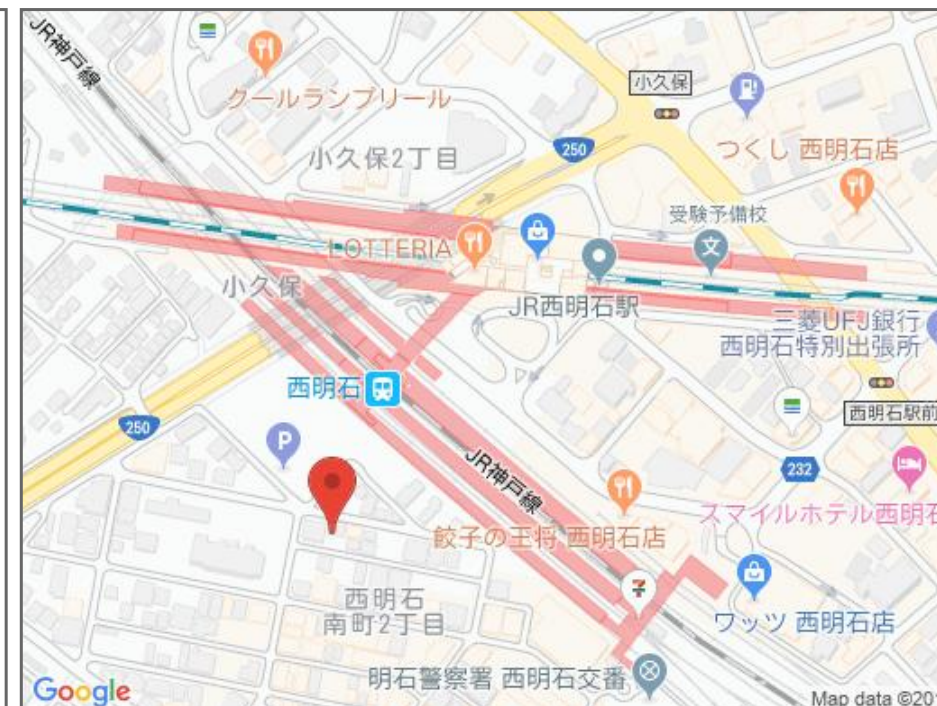 JR神戸線
クールランブリール
小久保
小久保2丁目
250
つくし 西明石店
受験予備校
文
LOTTERIA
小久保
JR西明石駅
三菱UFJ銀行
西明石特別出張所
西明石
西明石駅前
250
P
JR神戸線
232
餃子の王将 西明石店
スマイルホテル西明石
西明石
南町2丁目
7
ワッツ 西明石店
明石警察署 西明石交番
Google
Map data ©201